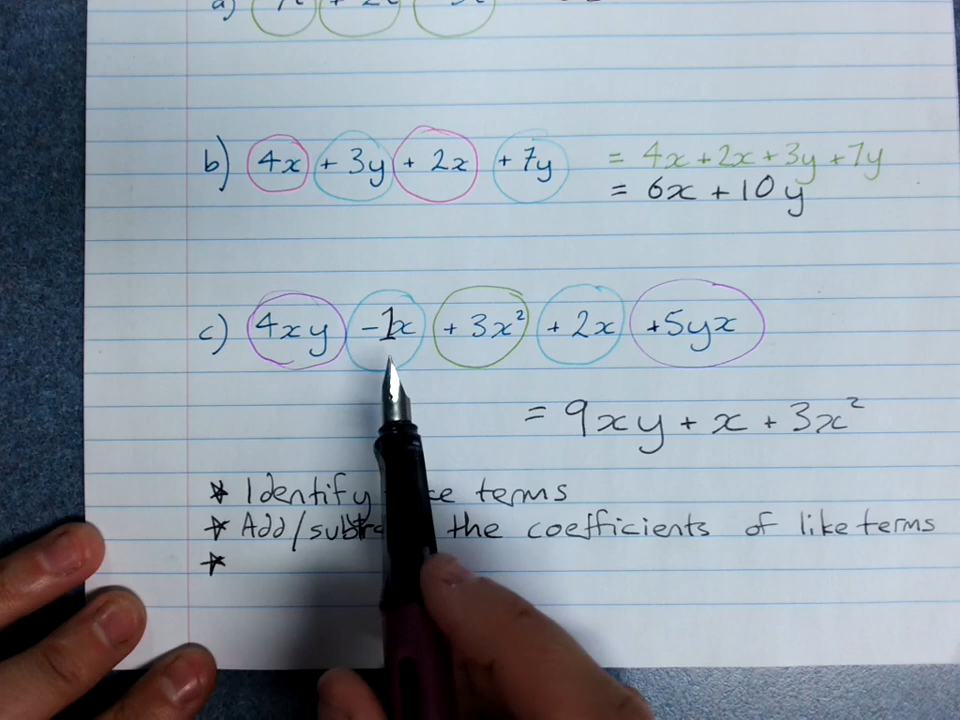 b) 4x + 3y + 2x + 7y = 4x + 2x + 3y + 7y
= 6x + 10y
c) 4xy - 1x + 3x² + 2x + 5yx
= 9xy + x + 3x²
* Identify terms
* Add/ the coefficients of like terms
*